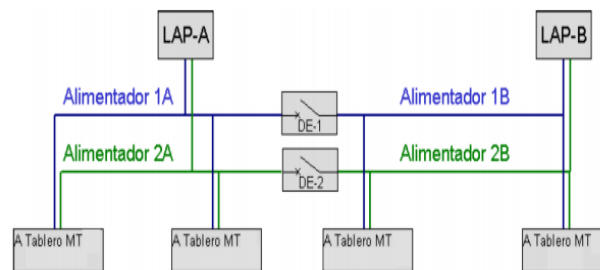 LAP-A
LAP-B
Alimentador 1A
Alimentador 1B
DE-1
Alimentador 2A
Alimentador 2B
DE-2
A Tablero MT
A Tablero MT
A Tablero MT
A Tablero MT